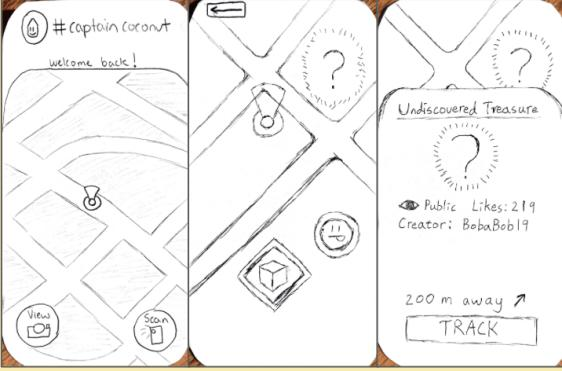 #captain coconut
welcome back!
View
Scan
?
?
Undiscovered Treasure
?
Public Likes: 219
Creator: BobaBob19
200 m away ↗
TRACK